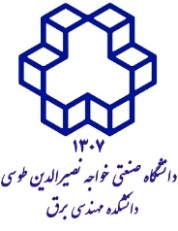 ۱۳۰۷
دانشگاه صنعتی خواجه نصیرالدین طوسی
دانشکده مهندسی برق